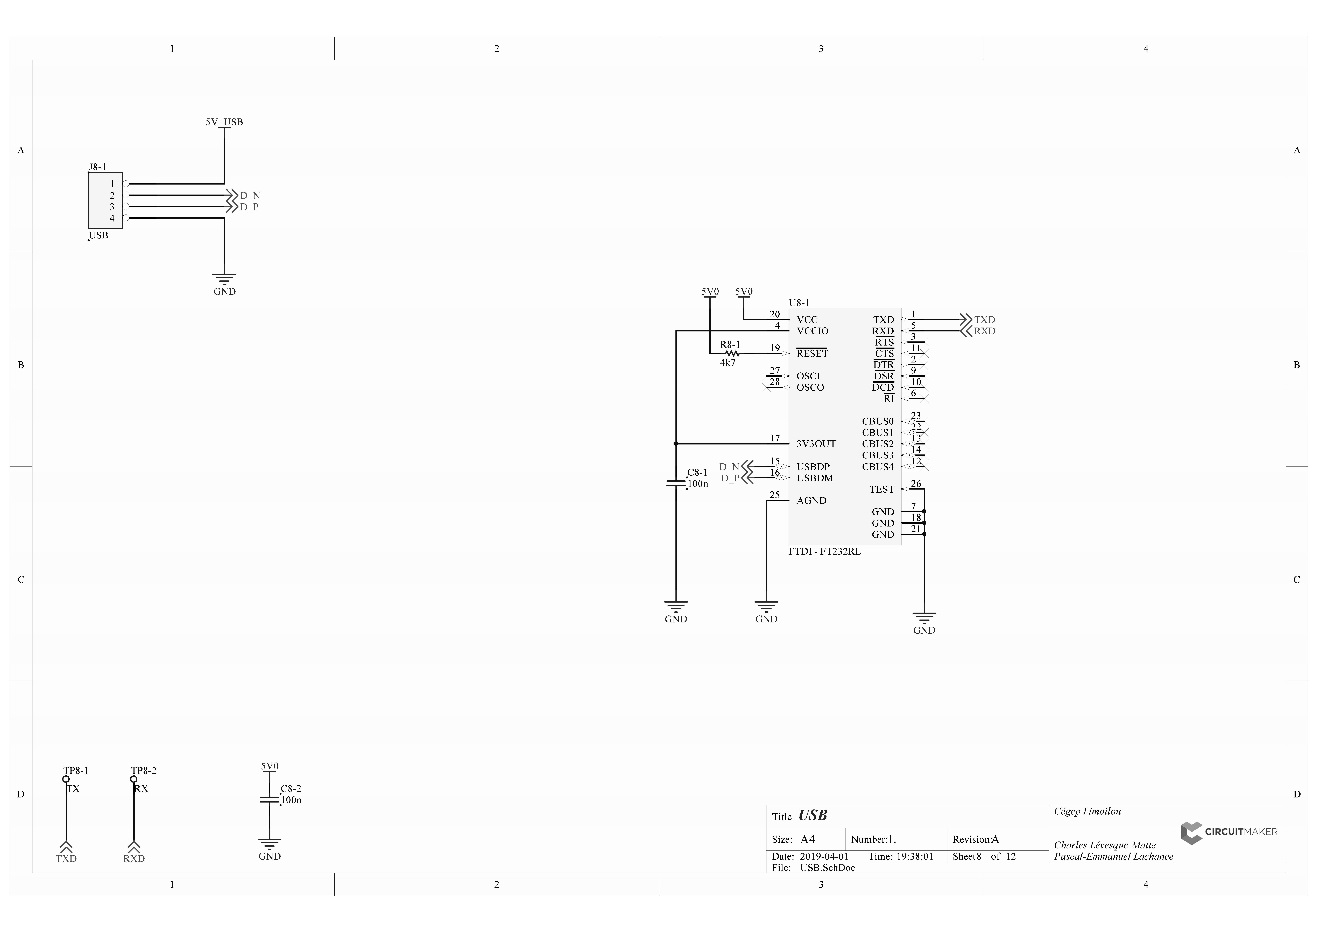 1 2 3 4
A A
5V_USB
J8-1
1
2 D_N
3 D_P
4
USB
GND
5V0 5V0
U8-1
20 VCC TXD 1 TXD
4 VCCIO RXD 5 RXD
RTS 3
R8-1 19 RESET CTS 11
4k7
DTR 2
27 OSCI DSR 9
28 OSCO DCD 10
RI 6
B B
CBUS0 23
CBUS1
CBUS2 13
17 3V3OUT
CBUS3 14
D_N 15 USBDP CBUS4 12
D_P 16 USBDM
C8-1
100n
TEST 26
25 AGND
GND 7
GND 18
GND 21
FTDI - FT232RL
C C
GND GND GND
TP8-1 TP8-2 5V0
TX RX C8-2
100n
D D
TXD RXD GND
Title USB
Size: A4 Number:1. Revision:A
Date: 2019-04-01 Time: 19:38:01 Sheet8 of 12
File: USB.SchDoc
Cégep Limoilou
Charles Lévesque-Matte
Pascal-Emmanuel Lachance
CIRCUITMAKER
1 2 3 4